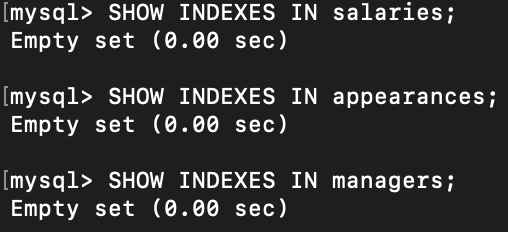 [mysql> SHOW INDEXES IN salaries;
Empty set (0.00 sec)
[mysql> SHOW INDEXES IN appearances;
Empty set (0.00 sec)
[mysql> SHOW INDEXES IN managers;
Empty set (0.00 sec)